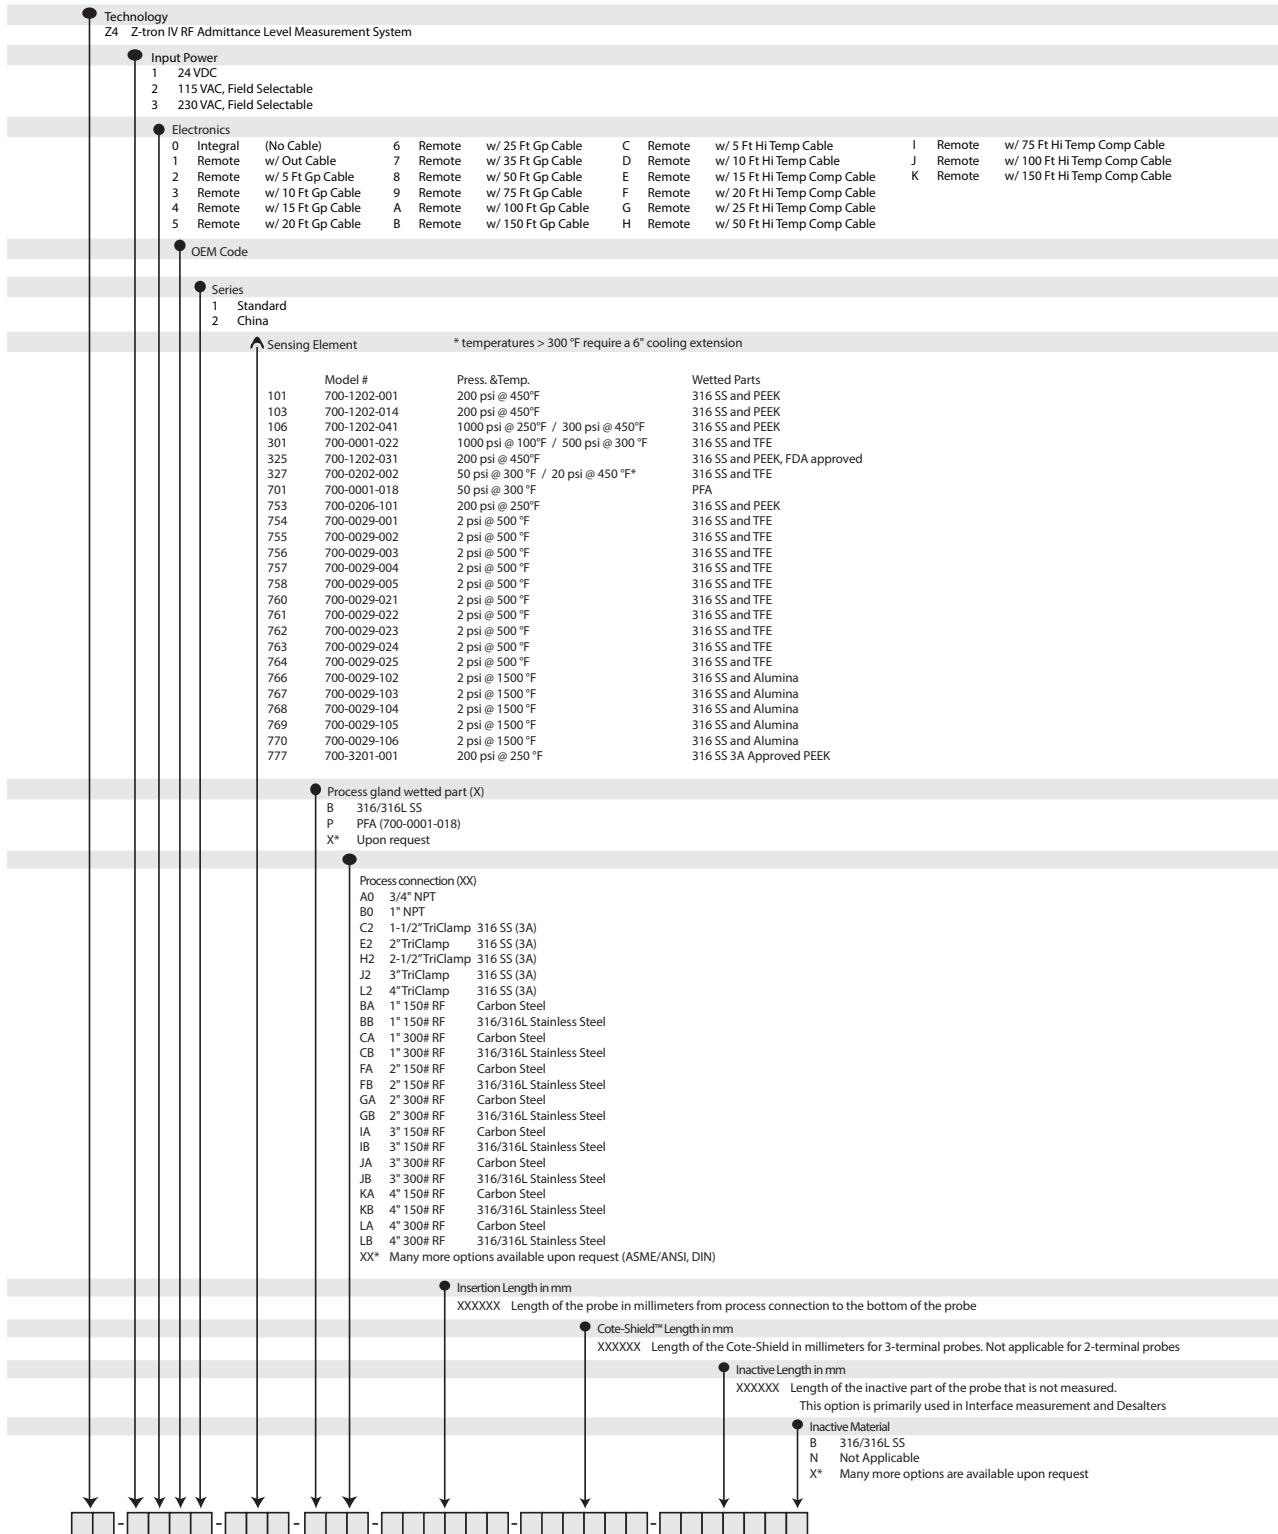 Technology
Z4 Z-tron IV RF Admittance Level Measurement System
Input Power
1 24 VDC
2 115 VAC, Field Selectable
3 230 VAC, Field Selectable
Electronics
0 Integral (No Cable) 6 Remote w/ 25 Ft Gp Cable C Remote w/ 5 Ft Hi Temp Cable I Remote w/ 75 Ft Hi Temp Comp Cable
1 Remote w/ Out Cable 7 Remote w/ 35 Ft Gp Cable D Remote w/ 10 Ft Hi Temp Cable J Remote w/ 100 Ft Hi Temp Comp Cable
2 Remote w/ 5 Ft Gp Cable 8 Remote w/ 50 Ft Gp Cable E Remote w/ 15 Ft Hi Temp Comp Cable K Remote w/ 150 Ft Hi Temp Comp Cable
3 Remote w/ 10 Ft Gp Cable 9 Remote w/ 75 Ft Gp Cable F Remote w/ 20 Ft Hi Temp Comp Cable
4 Remote w/ 15 Ft Gp Cable A Remote w/ 100 Ft Gp Cable G Remote w/ 25 Ft Hi Temp Comp Cable
5 Remote w/ 20 Ft Gp Cable B Remote w/ 150 Ft Gp Cable H Remote w/ 50 Ft Hi Temp Comp Cable
OEM Code
Series
1 Standard
2 China
Sensing Element * temperatures > 300 °F require a 6" cooling extension
Model # Press. &Temp. Wetted Parts
101 700-1202-001 200 psi @ 450°F 316 SS and PEEK
103 700-1202-014 200 psi @ 450°F 316 SS and PEEK
106 700-1202-041 1000 psi @ 250°F / 300 psi @ 450°F 316 SS and PEEK
301 700-0001-022 1000 psi @ 100°F / 500 psi @ 300 °F 316 SS and TFE
325 700-1202-031 200 psi @ 450°F 316 SS and PEEK, FDA approved
327 700-0202-002 50 psi @ 300 °F / 20 psi @ 450 °F* 316 SS and TFE
701 700-0001-018 50 psi @ 300 °F PFA
753 700-0206-101 200 psi @ 250°F 316 SS and PEEK
754 700-0029-001 2 psi @ 500 °F 316 SS and TFE
755 700-0029-002 2 psi @ 500 °F 316 SS and TFE
756 700-0029-003 2 psi @ 500 °F 316 SS and TFE
757 700-0029-004 2 psi @ 500 °F 316 SS and TFE
758 700-0029-005 2 psi @ 500 °F 316 SS and TFE
760 700-0029-021 2 psi @ 500 °F 316 SS and TFE
761 700-0029-022 2 psi @ 500 °F 316 SS and TFE
762 700-0029-023 2 psi @ 500 °F 316 SS and TFE
763 700-0029-024 2 psi @ 500 °F 316 SS and TFE
764 700-0029-025 2 psi @ 500 °F 316 SS and TFE
766 700-0029-102 2 psi @ 1500 °F 316 SS and Alumina
767 700-0029-103 2 psi @ 1500 °F 316 SS and Alumina
768 700-0029-104 2 psi @ 1500 °F 316 SS and Alumina
769 700-0029-105 2 psi @ 1500 °F 316 SS and Alumina
770 700-0029-106 2 psi @ 1500 °F 316 SS and Alumina
777 700-3201-001 200 psi @ 250 °F 316 SS 3A Approved PEEK
Process gland wetted part (X)
B 316/316L SS
P PFA (700-0001-018)
X* Upon request
Process connection (XX)
A0 3/4" NPT
B0 1" NPT
C2 1-1/2" TriClamp 316 SS (3A)
E2 2" TriClamp 316 SS (3A)
H2 2-1/2" TriClamp 316 SS (3A)
J2 3" TriClamp 316 SS (3A)
L2 4" TriClamp 316 SS (3A)
BA 1" 150# RF Carbon Steel
BB 1" 150# RF 316/316L Stainless Steel
CA 1" 300# RF Carbon Steel
CB 1" 300# RF 316/316L Stainless Steel
FA 2" 150# RF Carbon Steel
FB 2" 150# RF 316/316L Stainless Steel
GA 2" 300# RF Carbon Steel
GB 2" 300# RF 316/316L Stainless Steel
IA 3" 150# RF Carbon Steel
IB 3" 150# RF 316/316L Stainless Steel
JA 3" 300# RF Carbon Steel
JB 3" 300# RF 316/316L Stainless Steel
KA 4" 150# RF Carbon Steel
KB 4" 150# RF 316/316L Stainless Steel
LA 4" 300# RF Carbon Steel
LB 4" 300# RF 316/316L Stainless Steel
XX* Many more options available upon request (ASME/ANSI, DIN)
Insertion Length in mm
XXXXXX Length of the probe in millimeters from process connection to the bottom of the probe
Cote-Shield™ Length in mm
XXXXXX Length of the Cote-Shield in millimeters for 3-terminal probes. Not applicable for 2-terminal probes
Inactive Length in mm
XXXXXX Length of the inactive part of the probe that is not measured.
This option is primarily used in Interface measurement and Desalters
Inactive Material
B 316/316L SS
N Not Applicable
X* Many more options are available upon request
- - - - - -